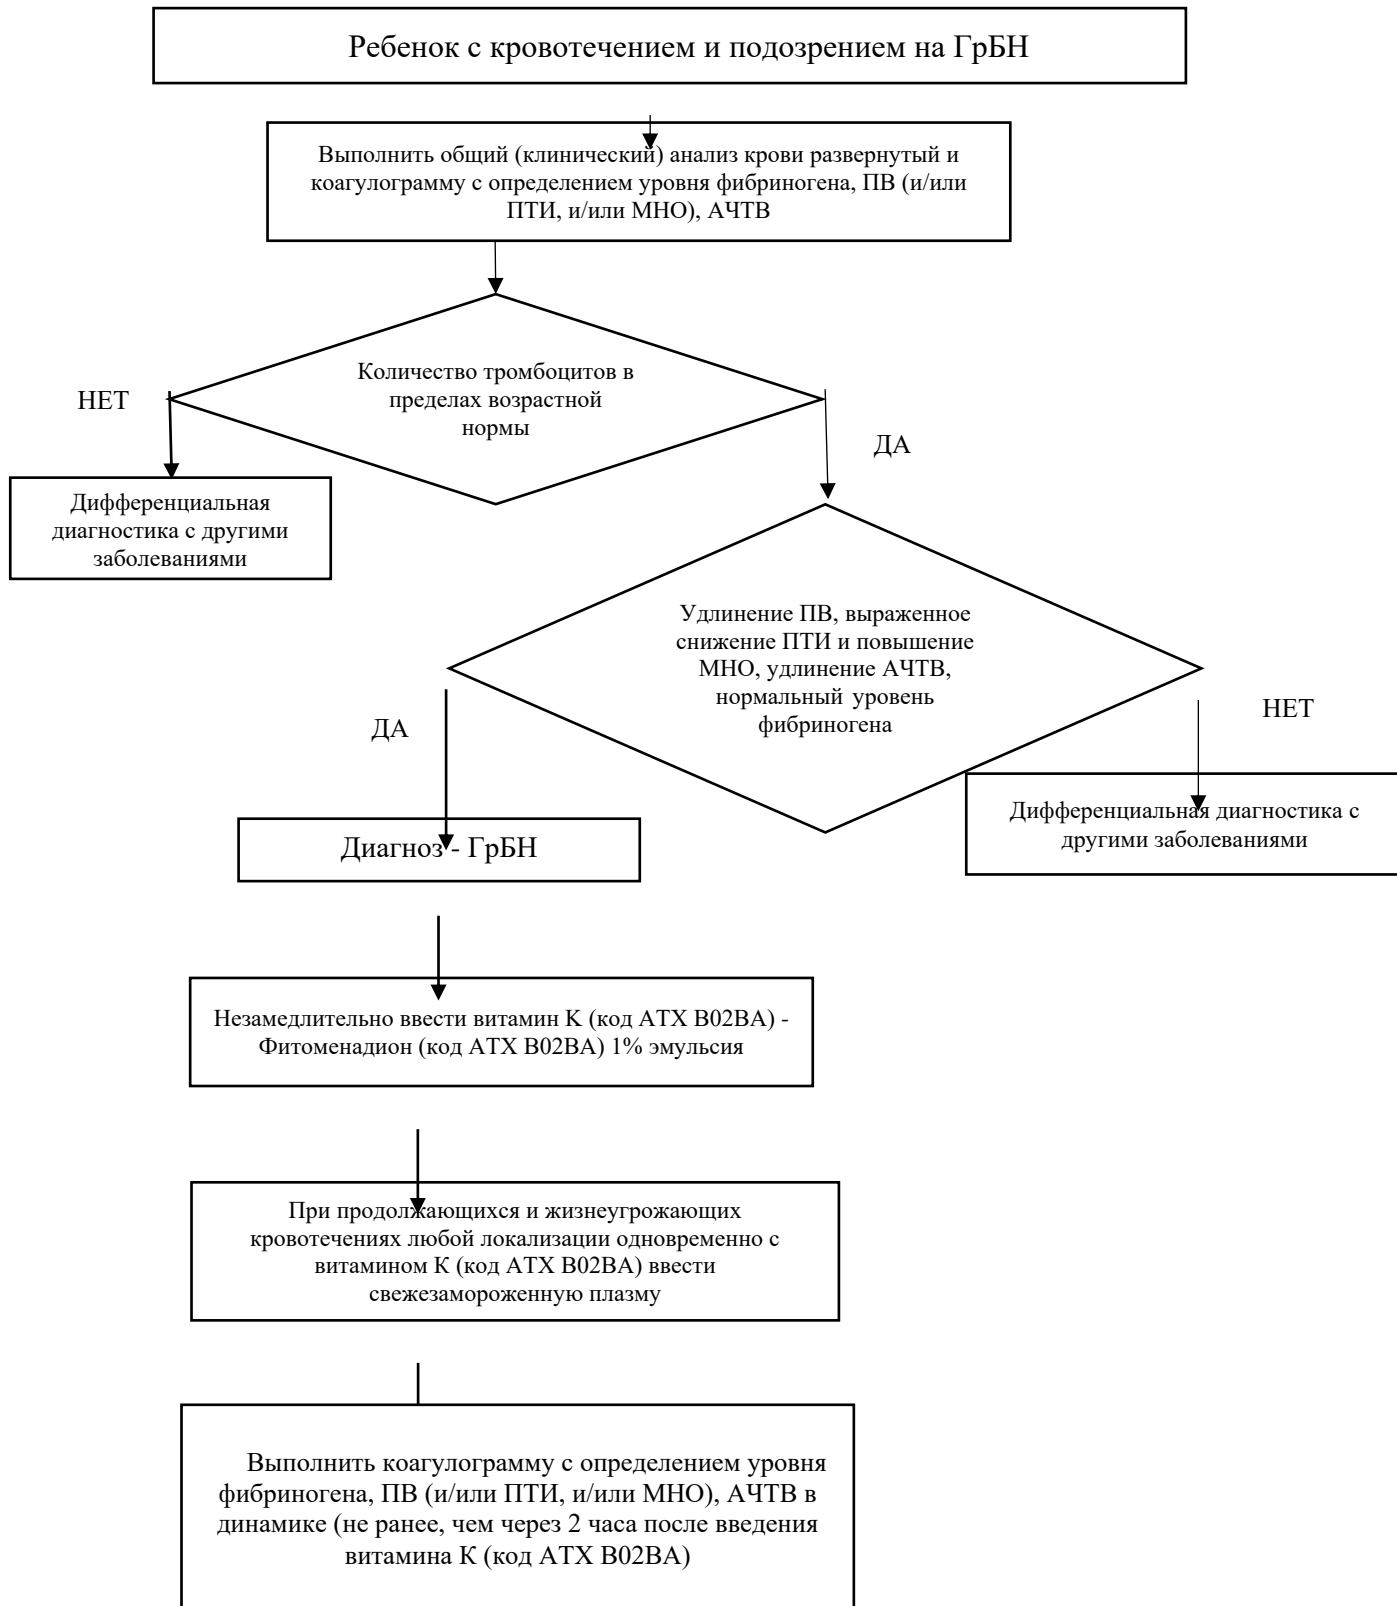 Ребенок с кровотечением и подозрением на ГрБН
Выполнить общий (клинический) анализ крови развернутый и
коагулограмму с определением уровня фибриногена, ПВ (и/или
ПТИ, и/или МНО), АЧТВ
Количество тромбоцитов в
пределах возрастной
нормы
НЕТ
ДА
Дифференциальная
диагностика с другими
заболеваниями
Удлинение ПВ, выраженное
снижение ПТИ и повышение
МНО, удлинение АЧТВ,
нормальный уровень
фибриногена
ДА
НЕТ
Дифференциальная диагностика с
другими заболеваниями
Диагноз - ГрБН
Незамедлительно ввести витамин K (код АТХ B02BA) -
Фитоменадион (код АТХ B02BA) 1% эмульсия
При продолжающихся и жизнеугрожающих
кровотечениях любой локализации одновременно с
витамином К (код АТХ B02BA) ввести
свежезамороженную плазму
Выполнить коагулограмму с определением уровня
фибриногена, ПВ (и/или ПТИ, и/или МНО), АЧТВ в
динамике (не ранее, чем через 2 часа после введения
витамина К (код АТХ B02BA)